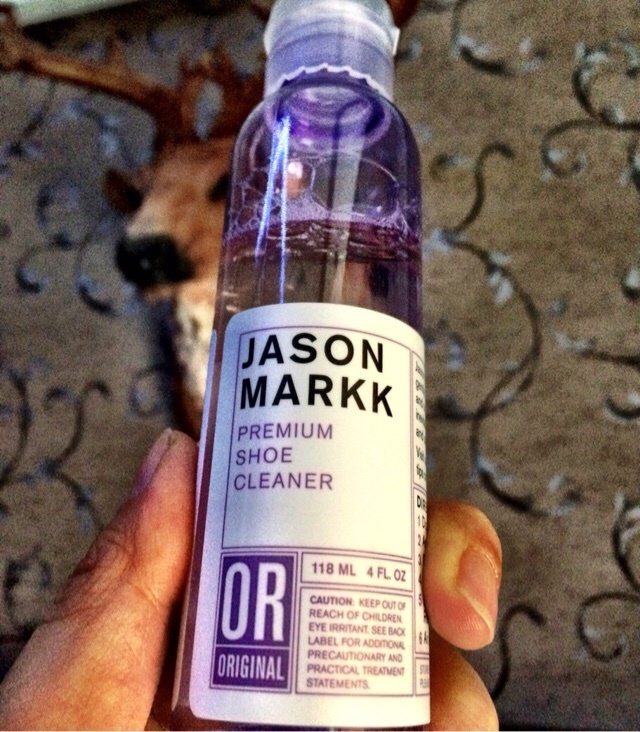 JASON
MARKK
PREMIUM
SHOE
CLEANER
OR
ORIGINAL
118 ML 4 FL. OZ
CAUTION: KEEP OUT OF
REACH OF CHILDREN.
EYE IRRITANT. SEE BACK
LABEL FOR ADDITIONAL
PRECAUTIONARY AND
PRACTICAL TREATMENT
STATEMENTS.